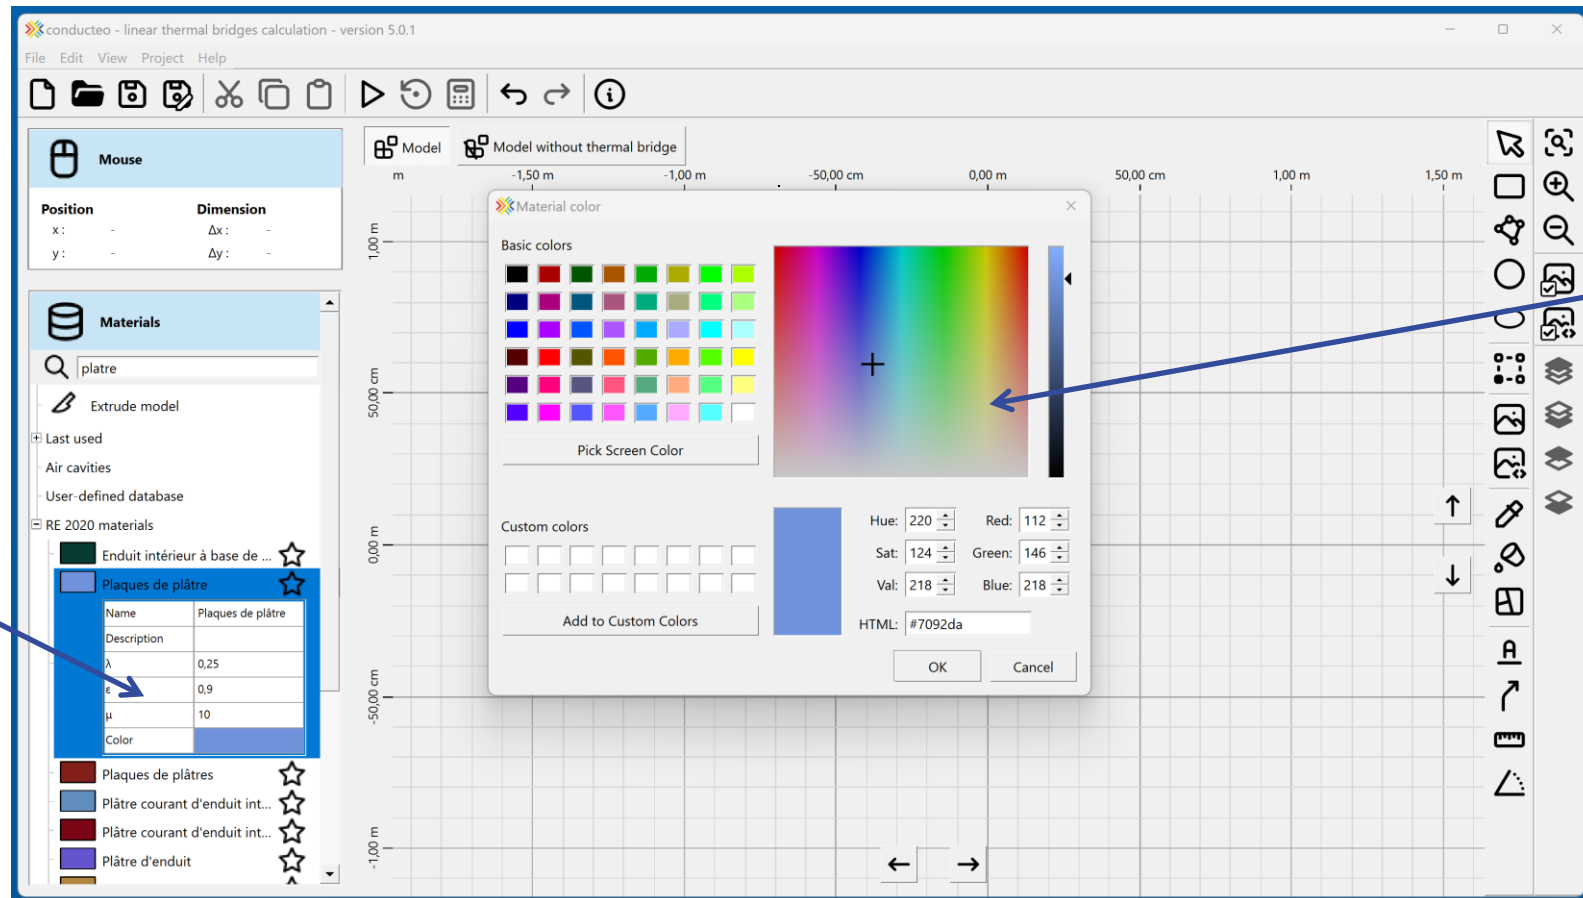 conducteo - linear thermal bridges calculation - version 5.0.1
File Edit View Project Help
Mouse
Position Dimension
x : - Δx : -
y : - Δy : -
Materials
platre
Extrude model
Last used
Air cavities
User-defined database
RE 2020 materials
Enduit intérieur à base de ...
Plaques de plâtre
Name Plaques de plâtre
Description
λ 0,25
ε 0,9
μ 10
Color
Plaques de plâtres
Plâtre courant d'enduit int...
Plâtre courant d'enduit int...
Plâtre d'enduit
Model Model without thermal bridge
m -1,50 m -1,00 m -50,00 cm 0,00 m 50,00 cm 1,00 m 1,50 m
1,00 m
50,00 cm
0,00 m
-50,00 cm
-1,00 m
Material color
Basic colors
Pick Screen Color
Custom colors
Add to Custom Colors
Hue: 220 Red: 112
Sat: 124 Green: 146
Val: 218 Blue: 218
HTML: #7092da
OK Cancel
A